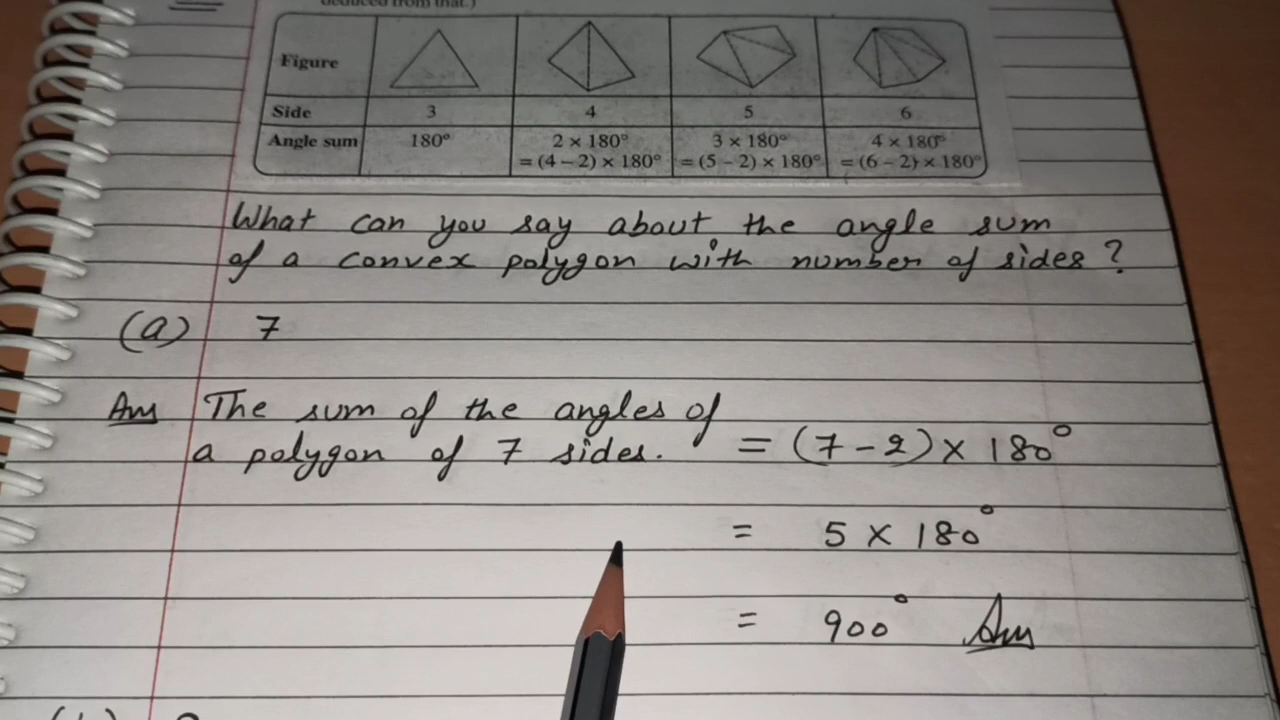 deduced from that.)
Figure
Side 3 4 5 6
Angle sum 180° 2 × 180° 3 × 180° 4 × 180°
= (4 – 2) × 180° = (5 – 2) × 180° = (6 – 2) × 180°
What can you say about the angle sum
of a convex polygon with number of sides?
(a) 7
Ans The sum of the angles of
a polygon of 7 sides. = (7 - 2) × 180°
= 5 × 180°
= 900° Ans